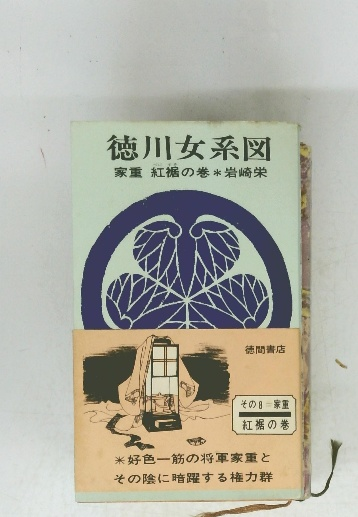 徳川女系図
家重 紅裾の巻*岩崎栄
徳間書店
その8=家重
紅裾の巻
*好色一筋の将軍家重と
その陰に暗躍する権力群